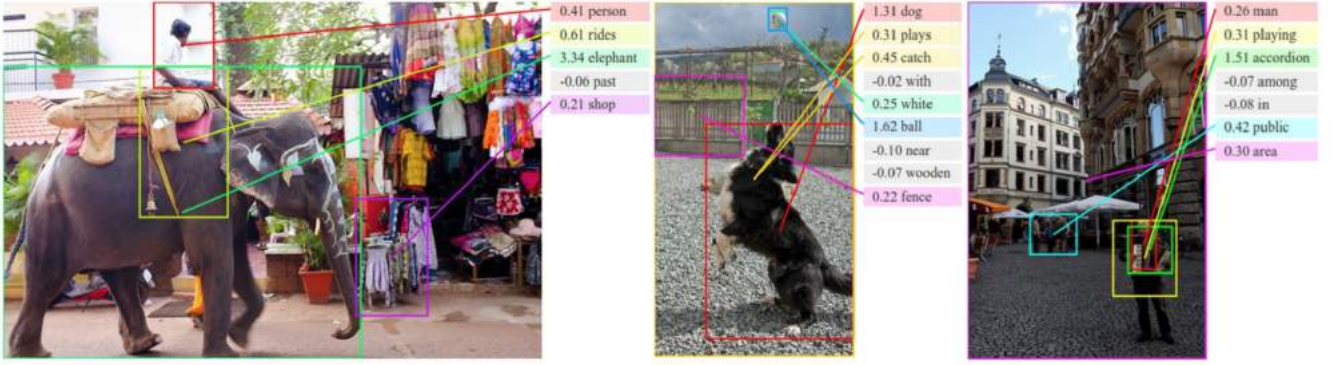 0.41 person
0.61 rides
3.34 elephant
-0.06 past
0.21 shop
1.31 dog
0.31 plays
0.45 catch
-0.02 with
0.25 white
1.62 ball
-0.10 near
-0.07 wooden
0.22 fence
0.26 man
0.31 playing
1.51 accordion
-0.07 among
-0.08 in
0.42 public
0.30 area